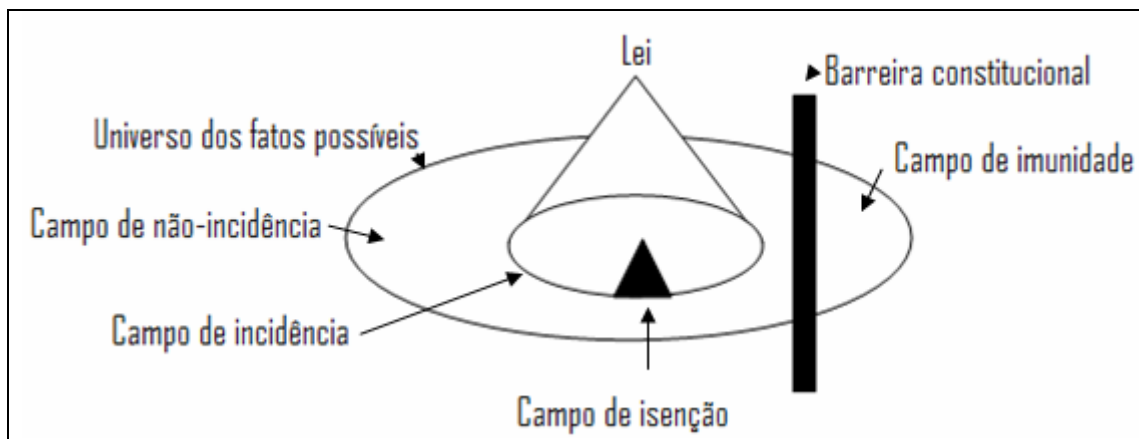 Lei
Barreira constitucional
Universo dos fatos possíveis
Campo de imunidade
Campo de não-incidência
Campo de incidência
Campo de isenção